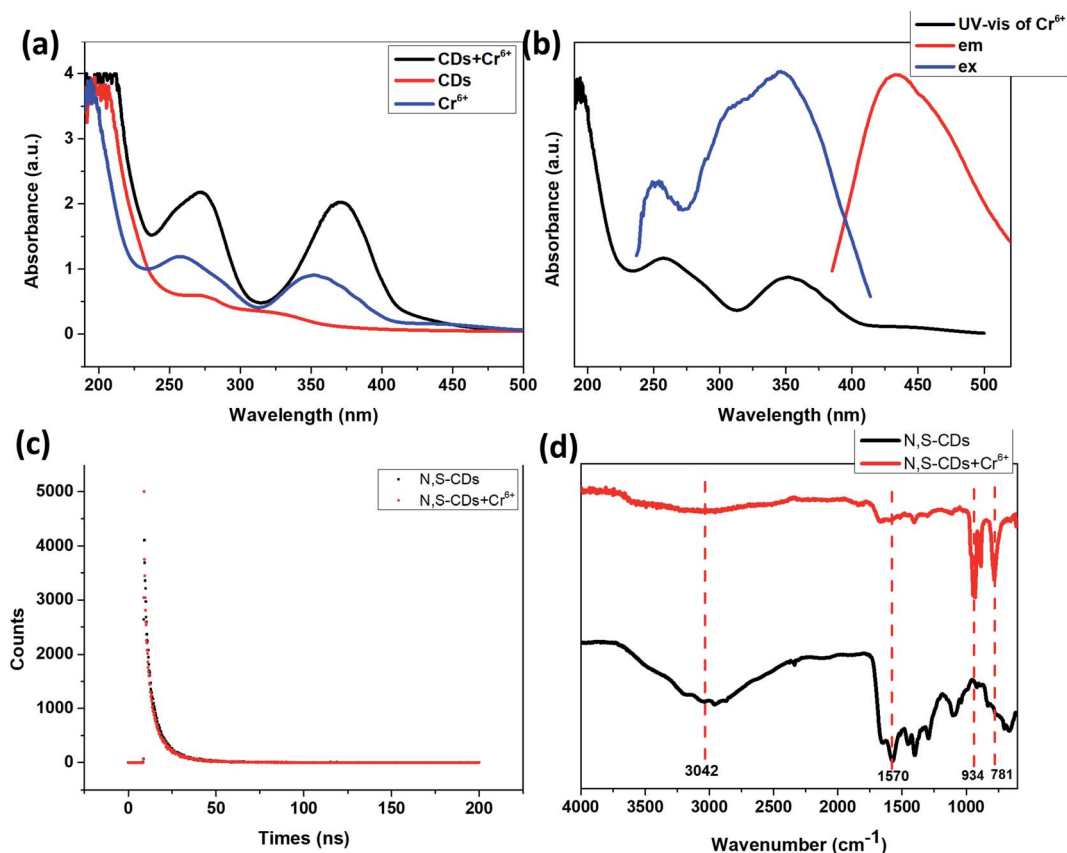 (a)
CDs+Cr⁶⁺
CDs
Cr⁶⁺
4
3
2
1
0
Absorbance (a.u.)
200 250 300 350 400 450 500
Wavelength (nm)
(b)
UV-vis of Cr⁶⁺
em
ex
Absorbance (a.u.)
200 250 300 350 400 450 500
Wavelength (nm)
(c)
N,S-CDs
N,S-CDs+Cr⁶⁺
5000
4000
3000
2000
1000
0
Counts
0 50 100 150 200
Times (ns)
(d)
N,S-CDs
N,S-CDs+Cr⁶⁺
3042 1570 934 781
4000 3500 3000 2500 2000 1500 1000
Wavenumber (cm⁻¹)